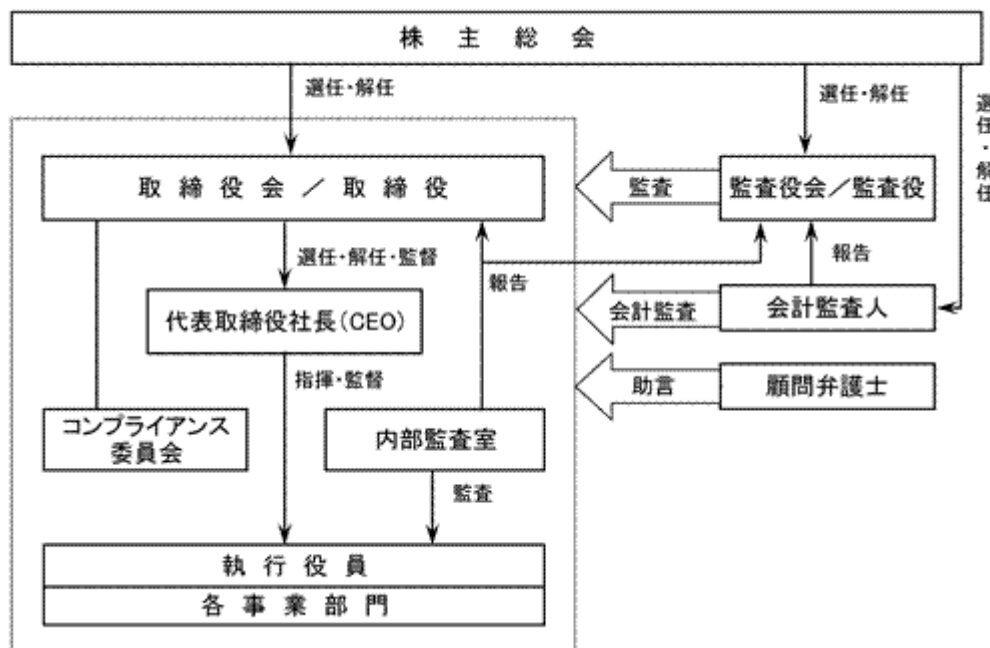 株主総会
選任・解任
選任・解任
選任・解任
取締役会／取締役
監査
監査役会／監査役
選任・解任・監督
報告
報告
代表取締役社長(CEO)
会計監査
会計監査人
指揮・監督
助言
顧問弁護士
コンプライアンス
委員会
内部監査室
監査
執行役員
各事業部門